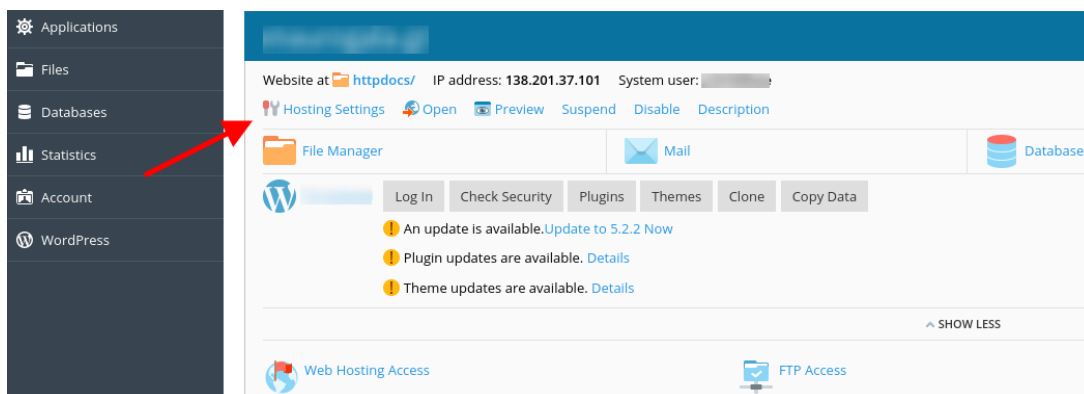 Applications
Files
Databases
Statistics
Account
WordPress
Website at httpdocs/ IP address: 138.201.37.101 System user:
Hosting Settings Open Preview Suspend Disable Description
File Manager Mail Database
Log In Check Security Plugins Themes Clone Copy Data
An update is available.Update to 5.2.2 Now
Plugin updates are available. Details
Theme updates are available. Details
SHOW LESS
Web Hosting Access FTP Access